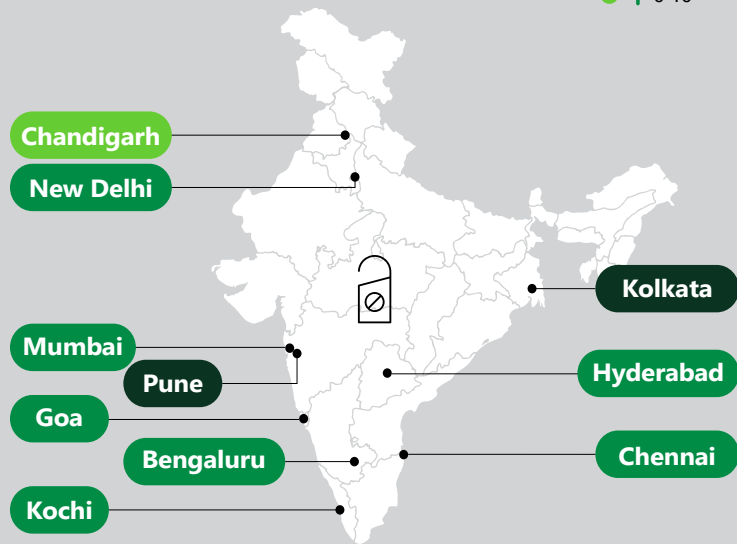 Chandigarh
New Delhi
Kolkata
Mumbai
Pune
Hyderabad
Goa
Bengaluru
Chennai
Kochi